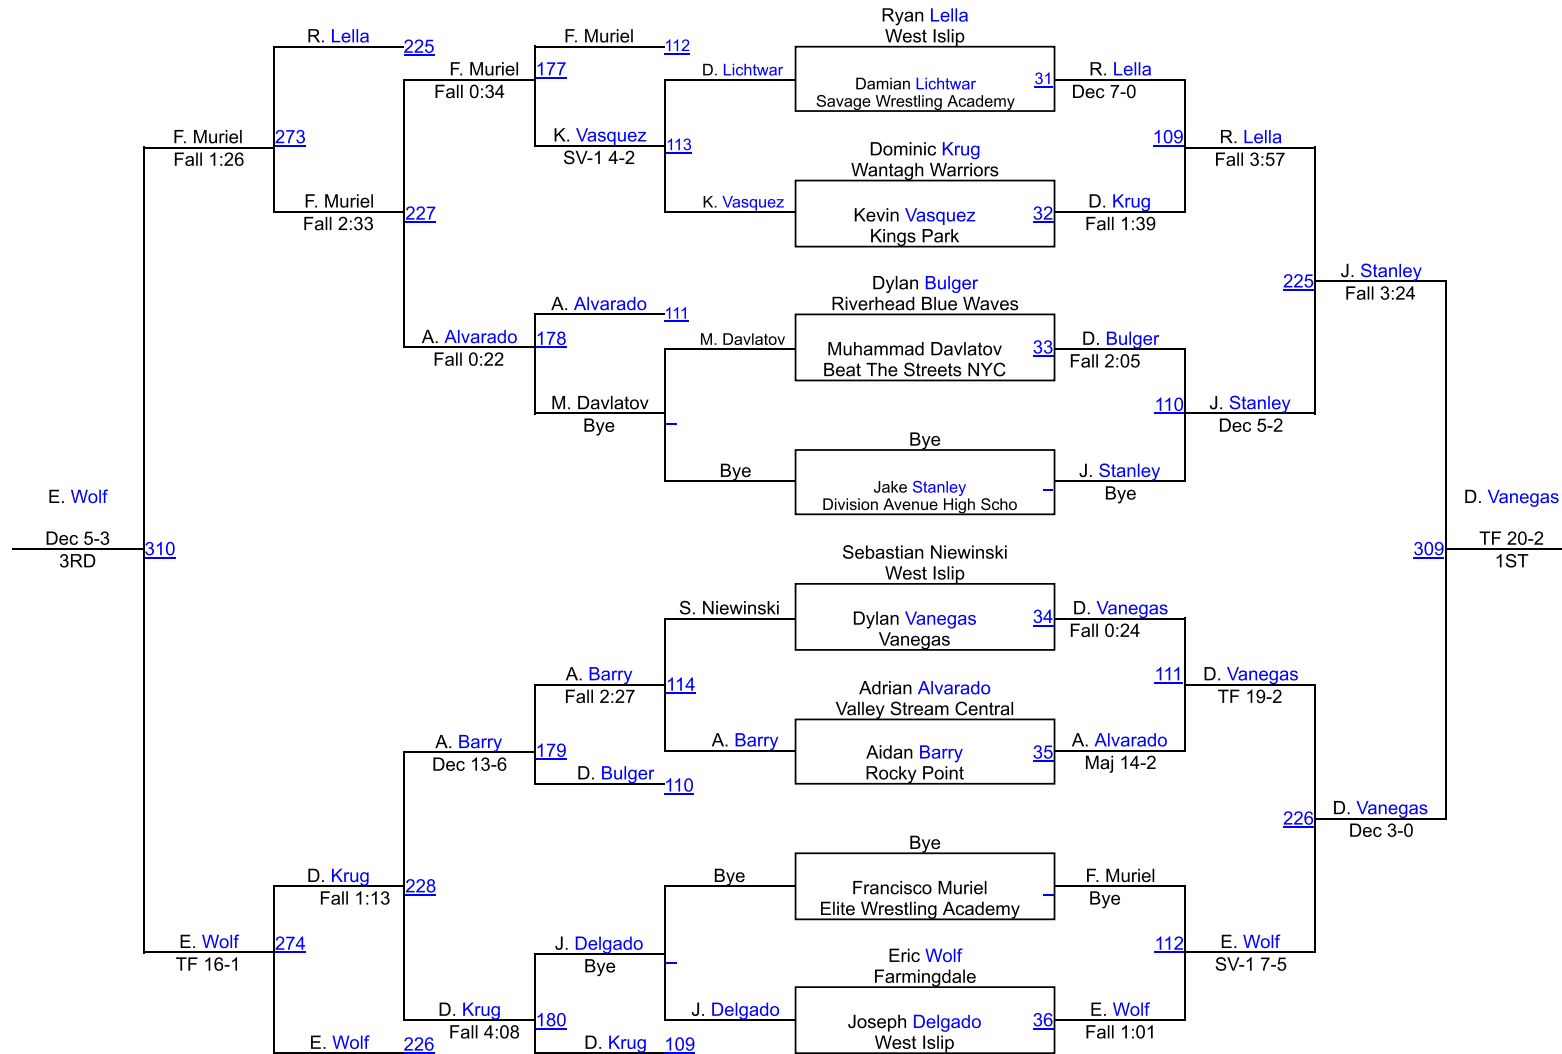 Ryan Lella
R. Lella
225
F. Muriel
112
West Islip
F. Muriel
177
D. Lichtwar
Damian Lichtwar
31
R. Lella
Fall 0:34
Savage Wrestling Academy
Dec 7-0
F. Muriel
273
K. Vasquez
113
Dominic Krug
109
R. Lella
Fall 1:26
SV-1 4-2
Wantagh Warriors
Fall 3:57
F. Muriel
227
K. Vasquez
Kevin Vasquez
32
D. Krug
Fall 2:33
Kings Park
Fall 1:39
Dylan Bulger
225
J. Stanley
A. Alvarado
111
Riverhead Blue Waves
Fall 3:24
A. Alvarado
178
M. Davlatov
Muhammad Davlatov
33
D. Bulger
Fall 0:22
Beat The Streets NYC
Fall 2:05
M. Davlatov
110
J. Stanley
Bye
Dec 5-2
Bye
Bye
Jake Stanley
J. Stanley
Division Avenue High Scho
Bye
E. Wolf
D. Vanegas
Dec 5-3
310
309
TF 20-2
3RD
1ST
Sebastian Niewinski
West Islip
S. Niewinski
Dylan Vanegas
34
D. Vanegas
Vanegas
Fall 0:24
A. Barry
114
Adrian Alvarado
111
D. Vanegas
Fall 2:27
Valley Stream Central
TF 19-2
A. Barry
179
A. Barry
Aidan Barry
35
A. Alvarado
Dec 13-6
Rocky Point
Maj 14-2
D. Bulger
110
226
D. Vanegas
Dec 3-0
Bye
D. Krug
228
Bye
Francisco Muriel
F. Muriel
Fall 1:13
Elite Wrestling Academy
Bye
E. Wolf
274
J. Delgado
Eric Wolf
112
E. Wolf
TF 16-1
Bye
Farmingdale
SV-1 7-5
D. Krug
180
J. Delgado
Joseph Delgado
36
E. Wolf
Fall 4:08
West Islip
Fall 1:01
E. Wolf
226
D. Krug
109